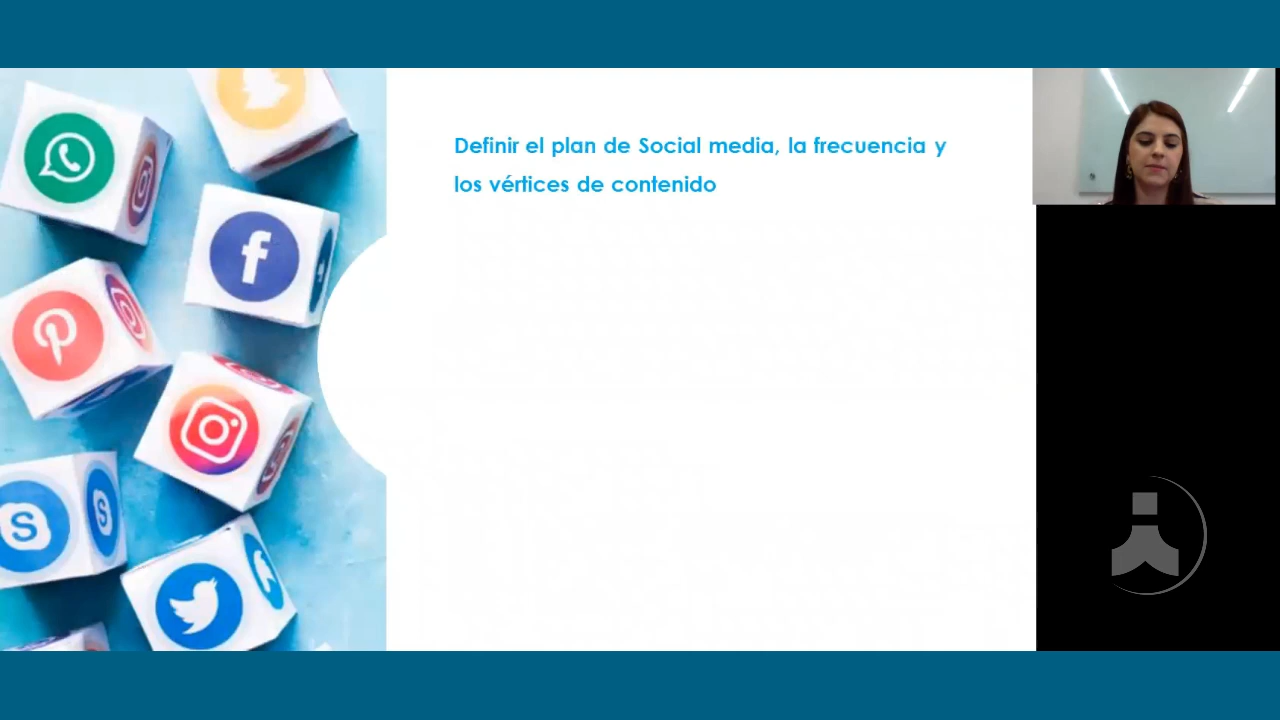 Definir el plan de Social media, la frecuencia y
los vértices de contenido